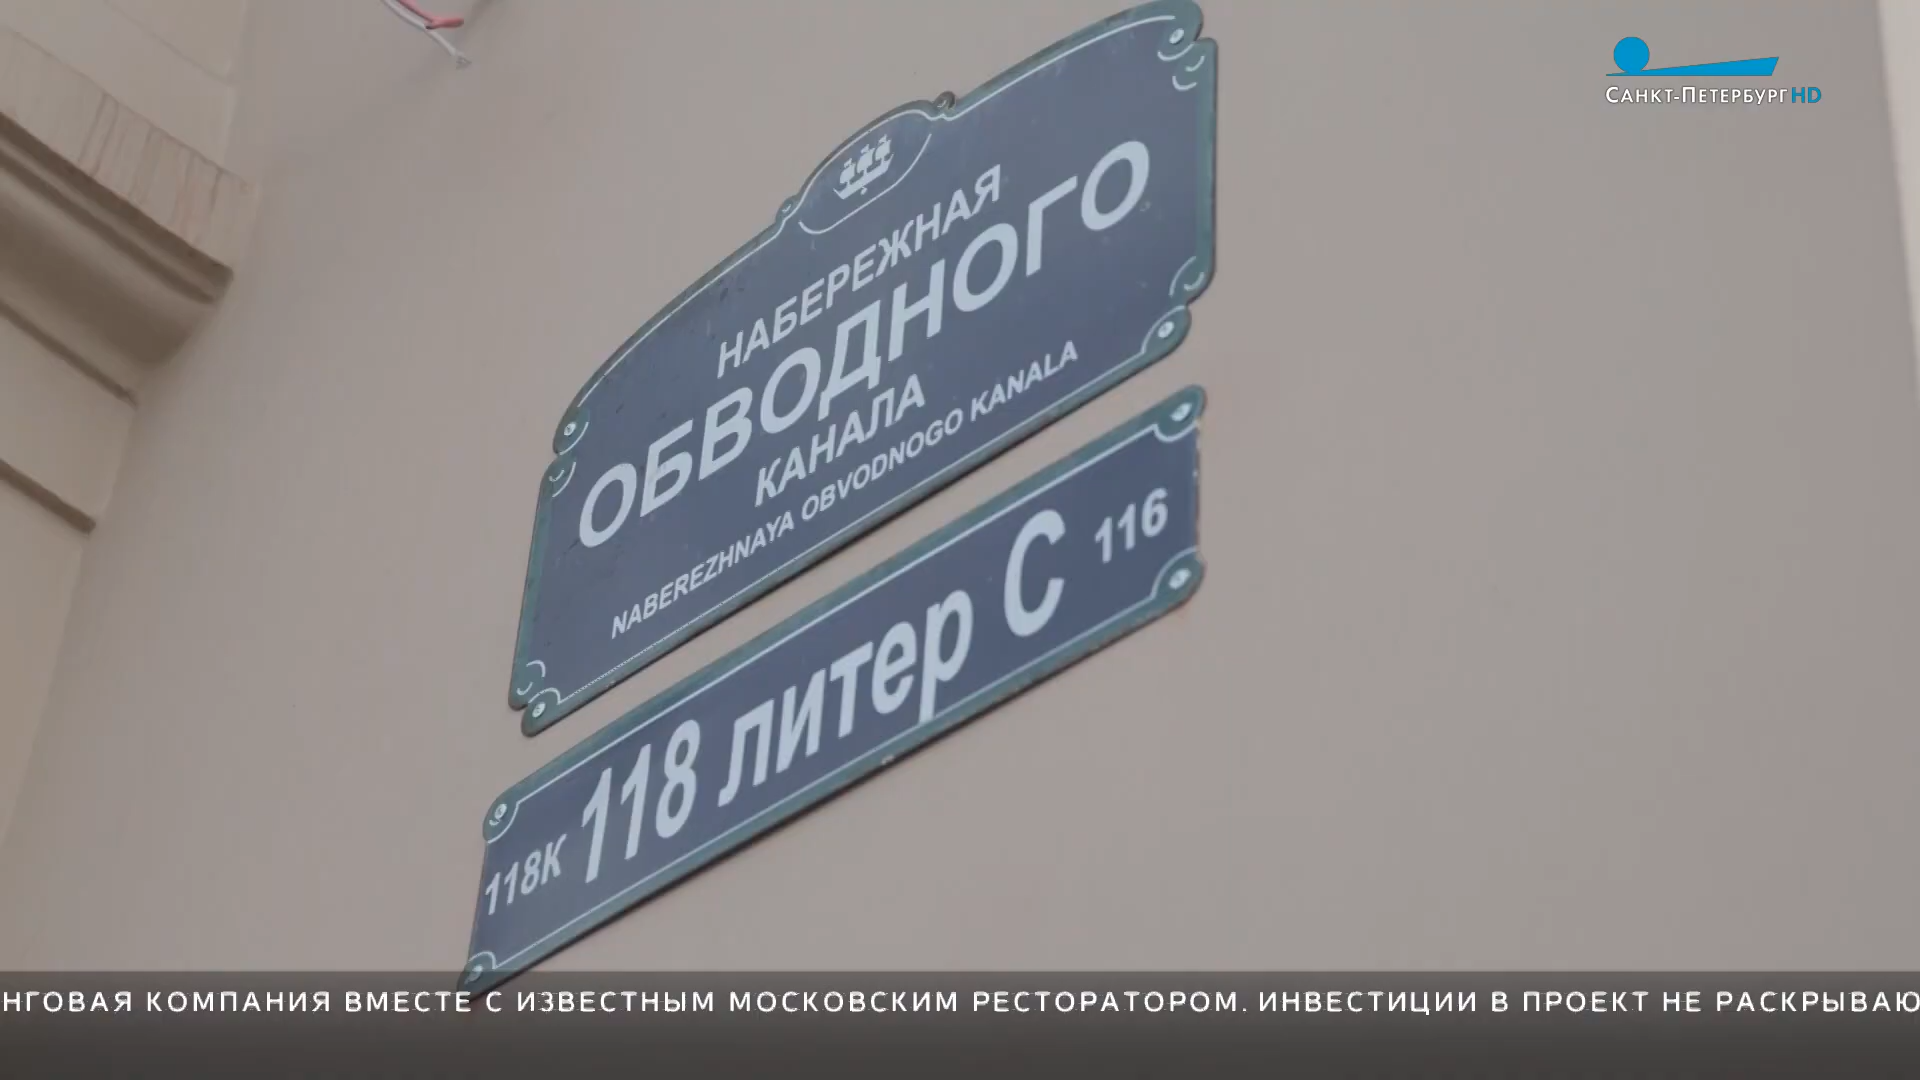 САНКТ-ПЕТЕРБУРГ HD
НАБЕРЕЖНАЯ
ОБВОДНОГО
КАНАЛА
NABEREZHNAYA OBVODNOGO KANALA
118К 118 литер С 116
НГОВАЯ КОМПАНИЯ ВМЕСТЕ С ИЗВЕСТНЫМ МОСКОВСКИМ РЕСТОРАТОРОМ. ИНВЕСТИЦИИ В ПРОЕКТ НЕ РАСКРЫВАЮ